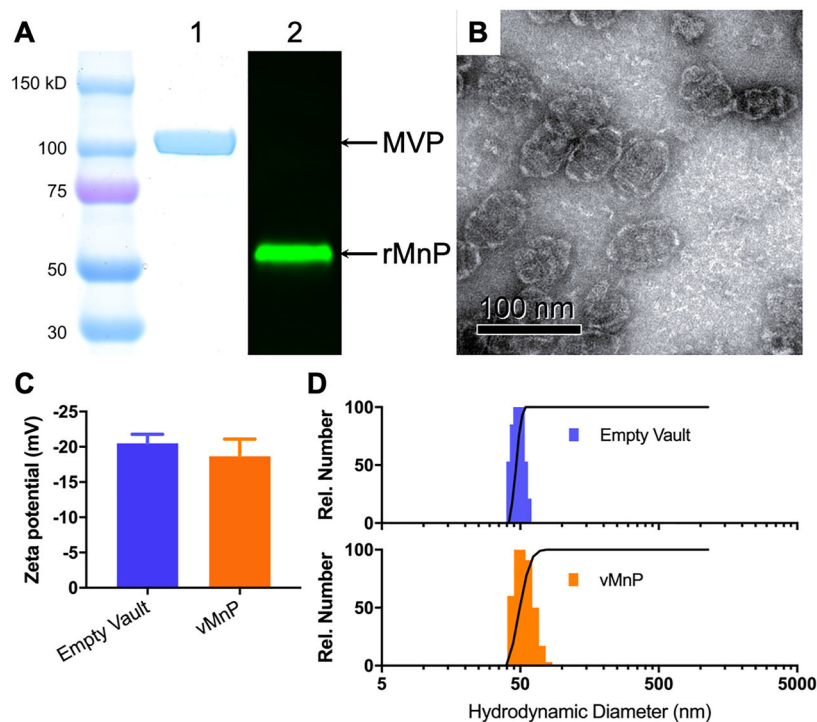 A
1
2
150 kD
100
75
50
30
MVP
rMnP
B
100 nm
C
Zeta potential (mV)
-25
-20
-15
-10
-5
0
Empty Vault
vMnP
D
Rel. Number
100
50
0
Empty Vault
Rel. Number
100
50
0
vMnP
5
50
500
5000
Hydrodynamic Diameter (nm)